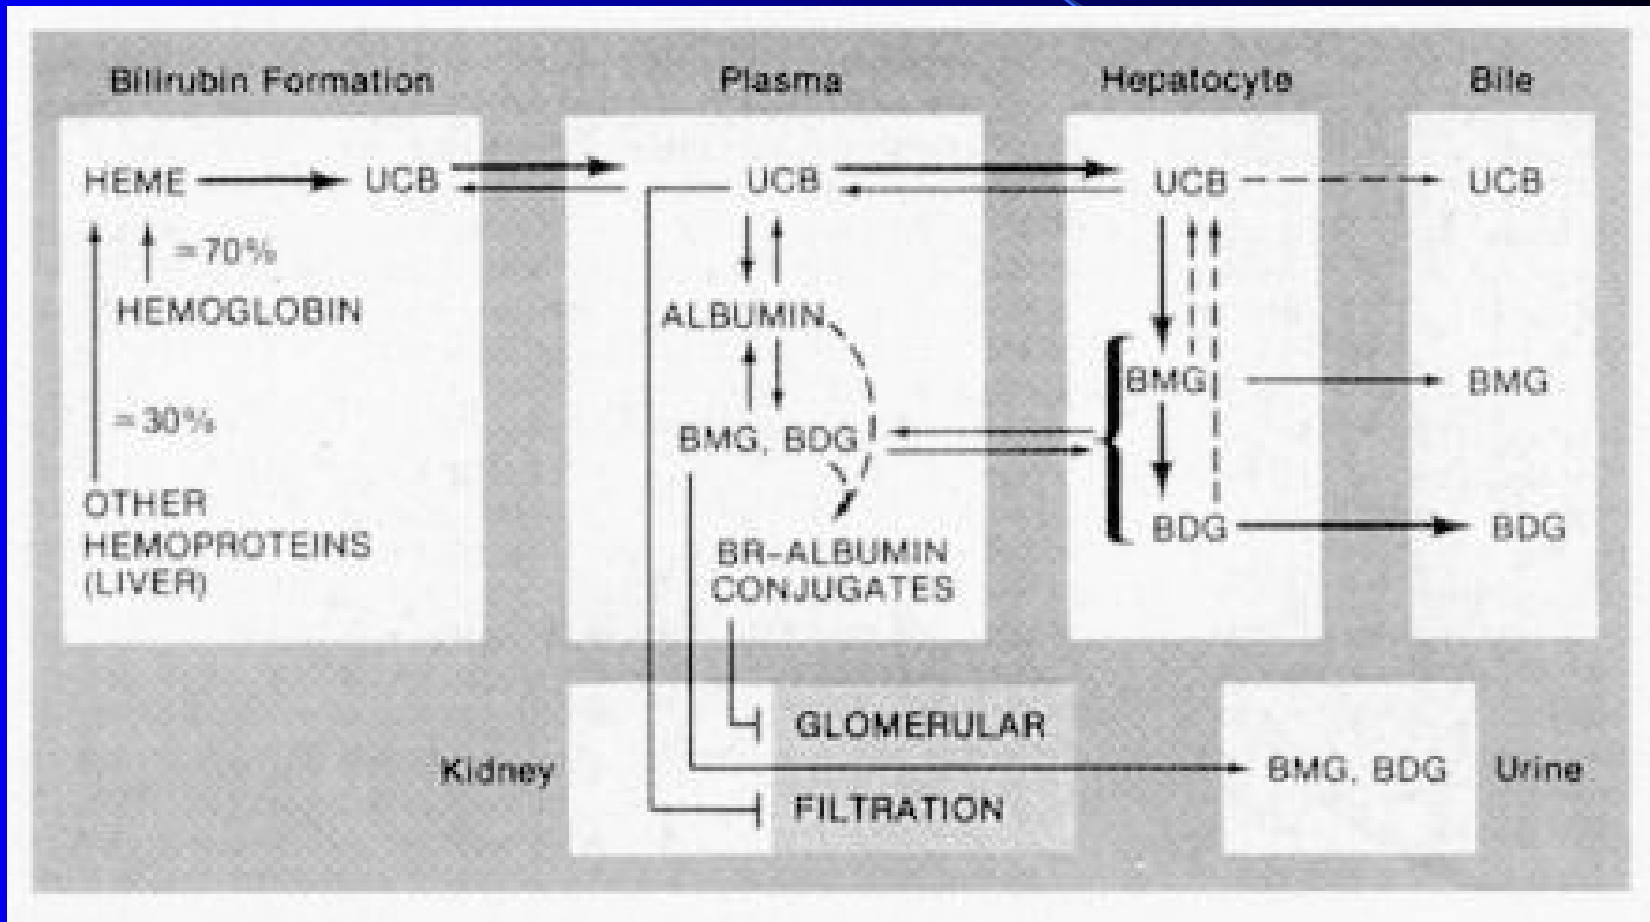 Bilirubin Formation
Plasma
Hepatocyte
Bile
HEME
UCB
=70%
HEMOGLOBIN
=30%
OTHER
HEMOPROTEINS
(LIVER)
UCB
ALBUMIN
BMG, BDG
BR-ALBUMIN
CONJUGATES
UCB
BMG
BDG
UCB
BMG
BDG
Kidney
GLOMERULAR
FILTRATION
BMG, BDG
Urine